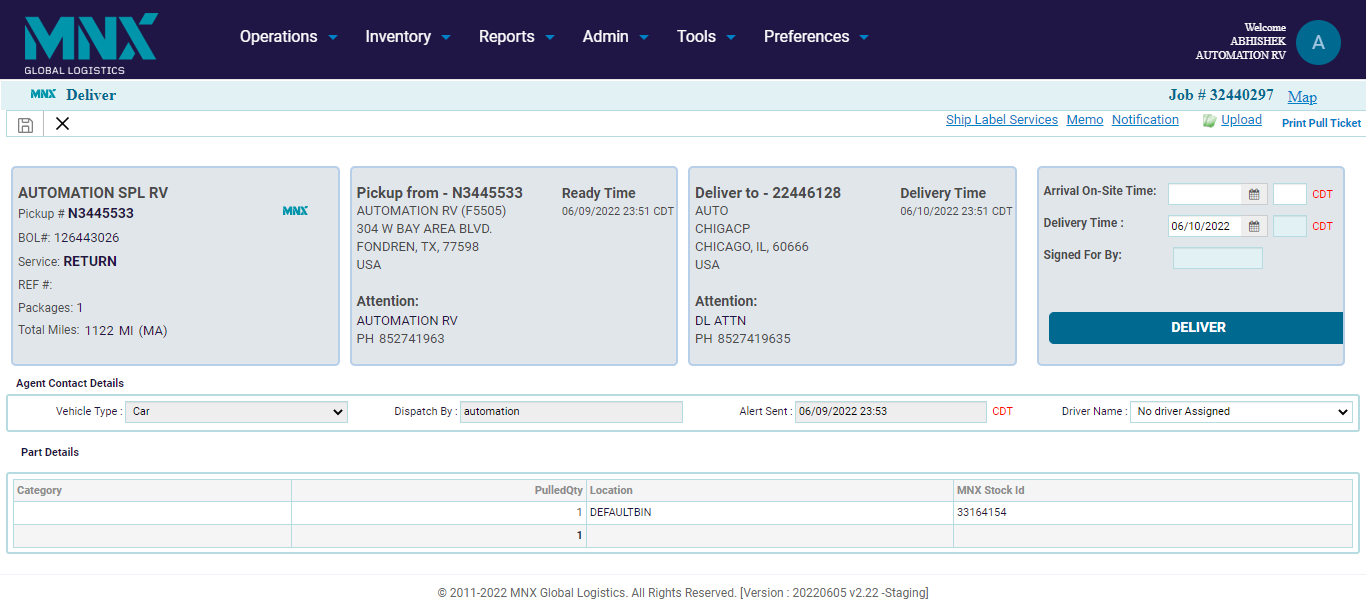 MNX
GLOBAL LOGISTICS
Operations Inventory Reports Admin Tools Preferences
Welcome
ABHISHEK
AUTOMATION RV
A
MNX Deliver
Job # 32440297 Map
Ship Label Services Memo Notification Upload Print Pull Ticket
AUTOMATION SPL RV
Pickup # N3445533
MNX
BOL#: 126443026
Service: RETURN
REF #:
Packages: 1
Total Miles: 1122 MI (MA)
Pickup from - N3445533
AUTOMATION RV (F5505)
304 W BAY AREA BLVD.
FONDREN, TX, 77598
USA
Attention:
AUTOMATION RV
PH 852741963
Ready Time
06/09/2022 23:51 CDT
Deliver to - 22446128
AUTO
CHIGACP
CHICAGO, IL, 60666
USA
Attention:
DL ATTN
PH 8527419635
Delivery Time
06/10/2022 23:51 CDT
Arrival On-Site Time: CDT
Delivery Time : 06/10/2022 CDT
Signed For By:
DELIVER
Agent Contact Details
Vehicle Type : Car Dispatch By : automation Alert Sent : 06/09/2022 23:53 CDT Driver Name : No driver Assigned
Part Details
Category PulledQty Location MNX Stock Id
1 DEFAULTBIN 33164154
1
© 2011-2022 MNX Global Logistics. All Rights Reserved. [Version : 20220605 v2.22 -Staging]